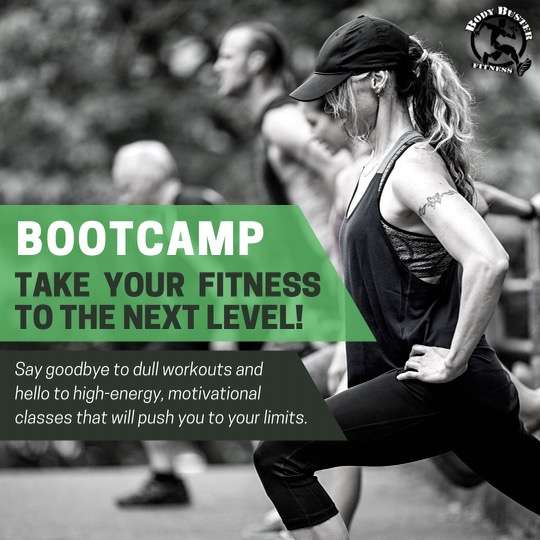 BODY BUSTER
FITNESS
BOOTCAMP
TAKE YOUR FITNESS
TO THE NEXT LEVEL!
Say goodbye to dull workouts and
hello to high-energy, motivational
classes that will push you to your limits.